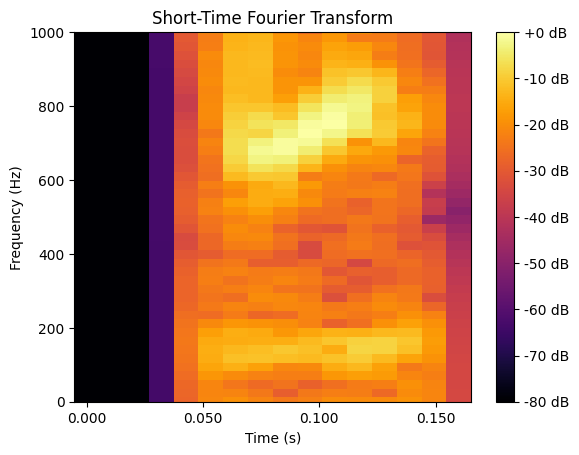 Short-Time Fourier Transform
1000
800
600
400
200
0
Frequency (Hz)
0.000
0.050
0.100
0.150
Time (s)
+0 dB
-10 dB
-20 dB
-30 dB
-40 dB
-50 dB
-60 dB
-70 dB
-80 dB